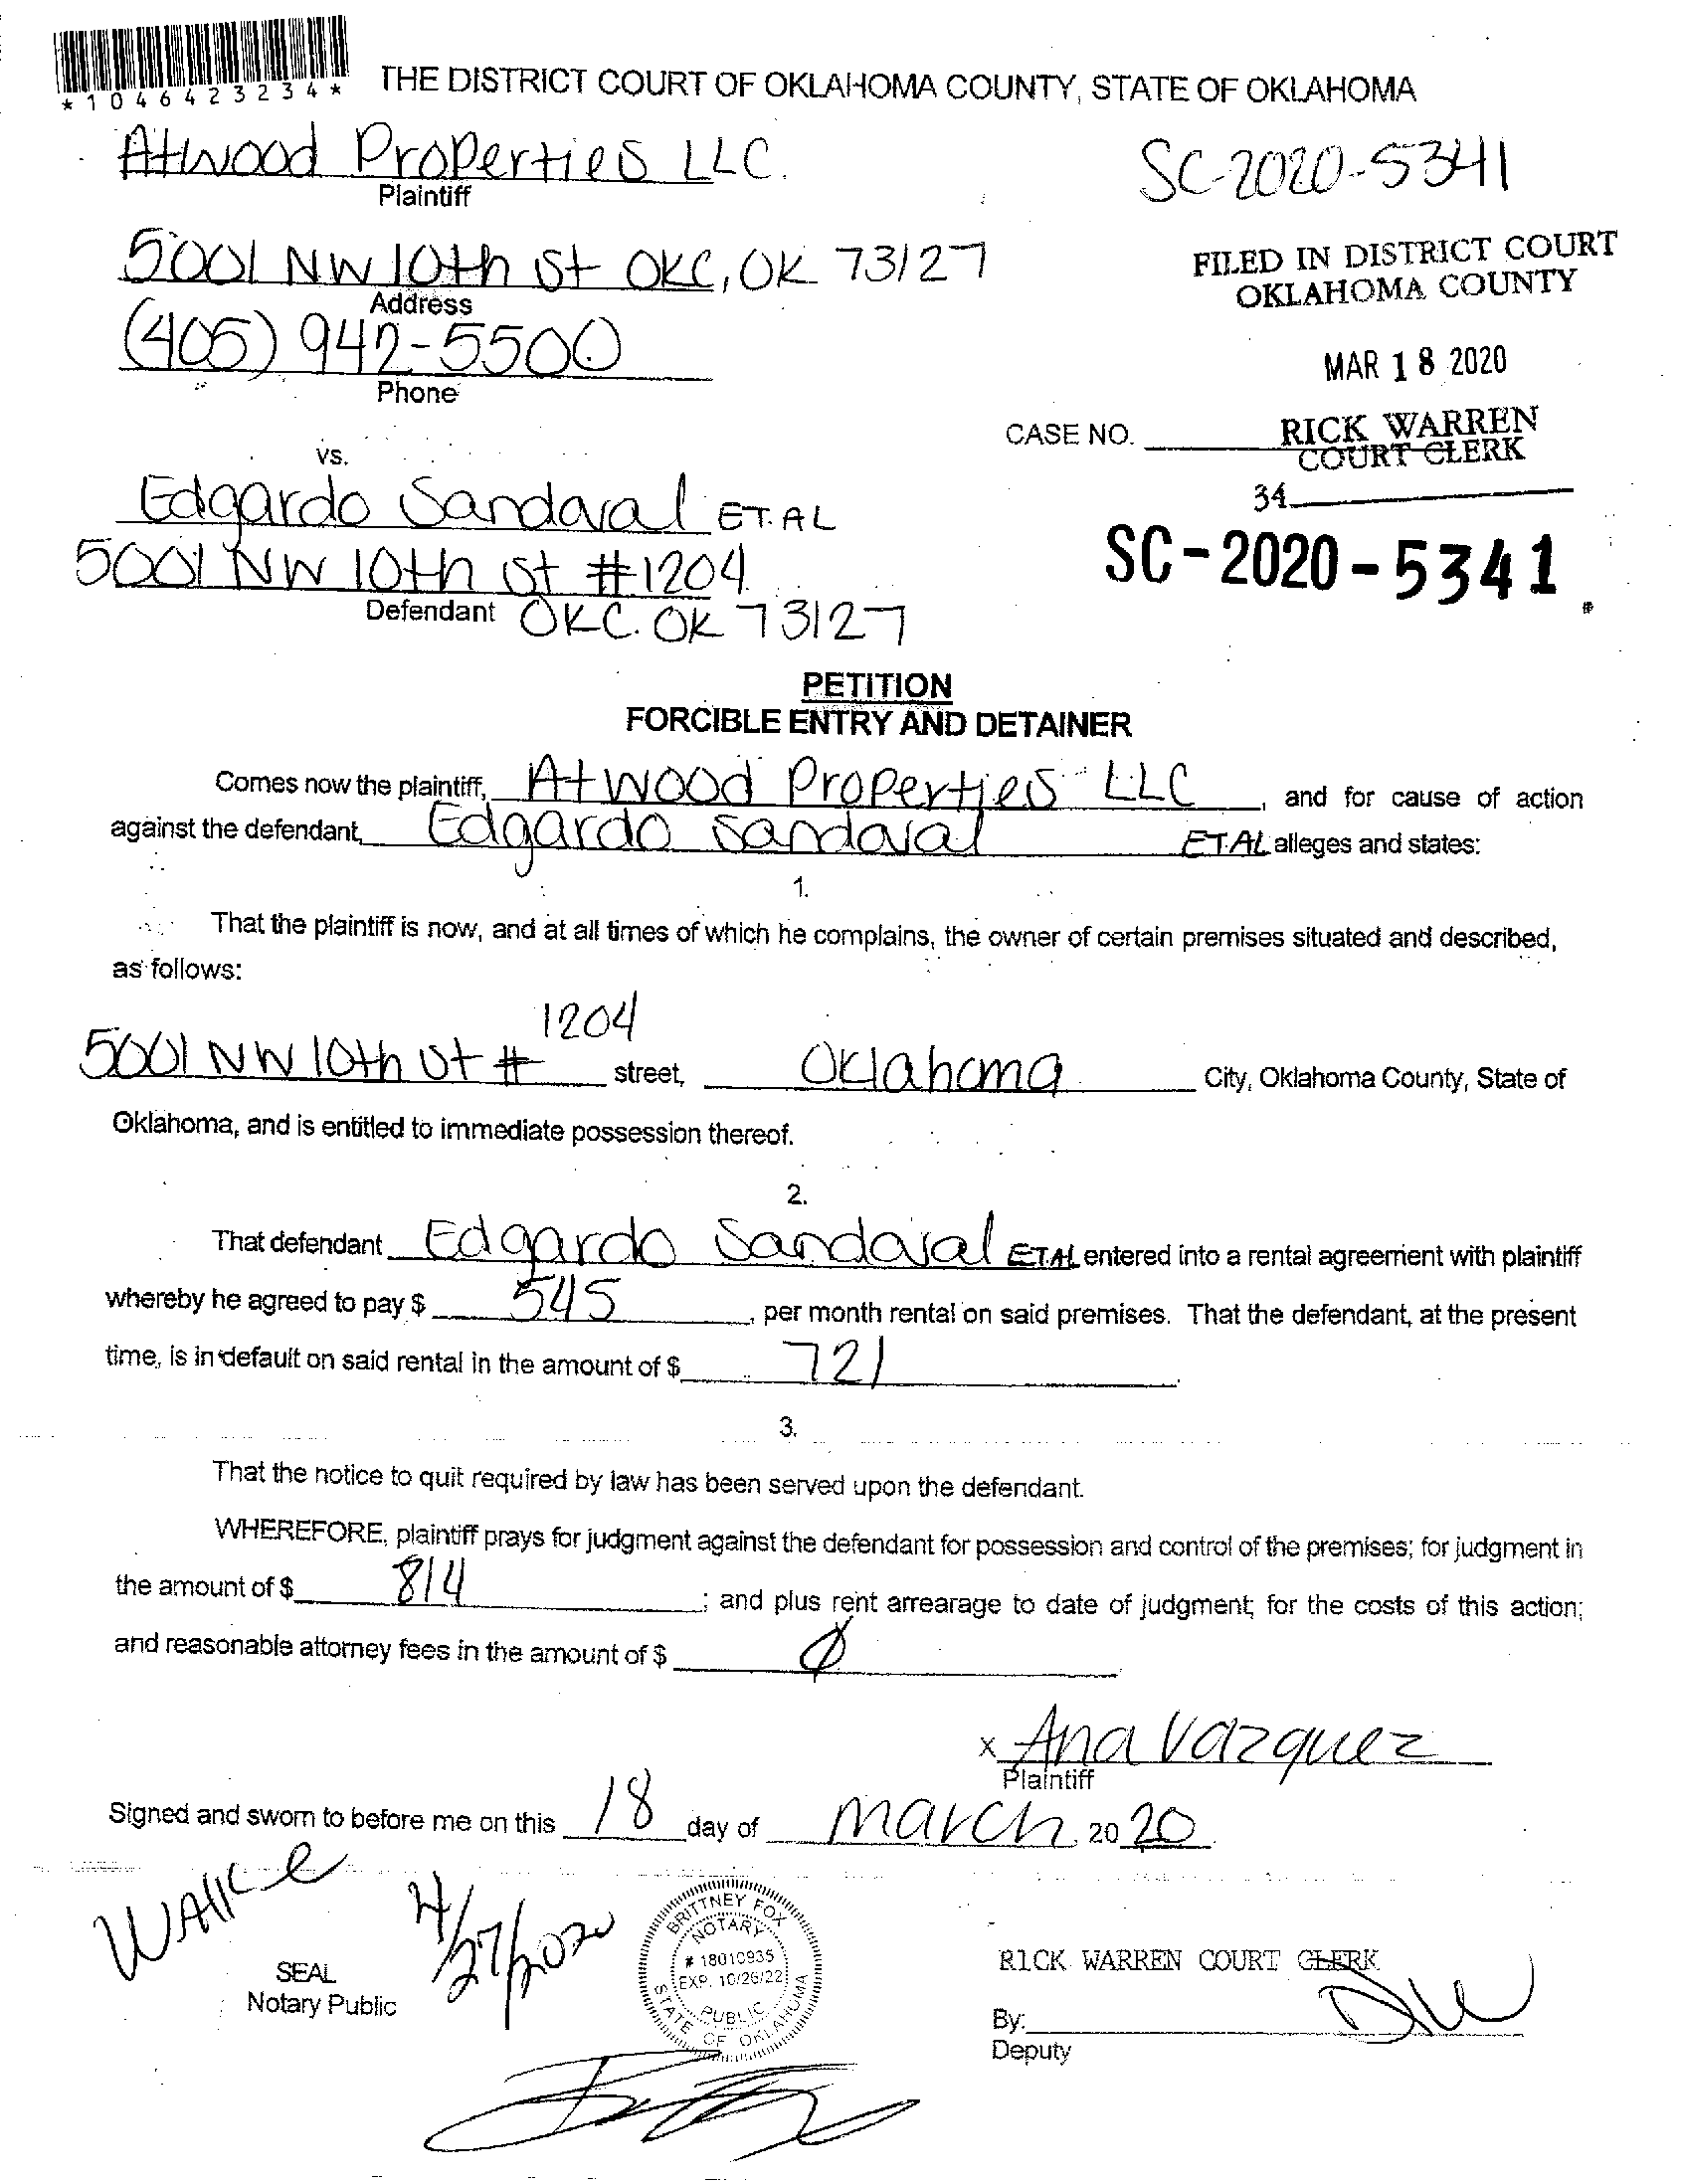 *1046423234*
THE DISTRICT COURT OF OKLAHOMA COUNTY, STATE OF OKLAHOMA
Atwood Properties LLC.
Plaintiff
SC-2020-5341
5001 NW 10th St OKC, OK 73127
Address
FILED IN DISTRICT COURT
OKLAHOMA COUNTY
(405) 942-5500
Phone
MAR 18 2020
CASE NO.
RICK WARREN
COURT CLERK
vs.
34
Edgardo Sandoval ET.AL
5001 NW 10th St #1204
Defendant OKC. OK 73127
SC-2020-5341
PETITION
FORCIBLE ENTRY AND DETAINER
Comes now the plaintiff, Atwood Properties LLC, and for cause of action
against the defendant, Edgardo Sandoval ET.AL alleges and states:
1.
That the plaintiff is now, and at all times of which he complains, the owner of certain premises situated and described,
as follows:
1204
5001 NW 10th St # street, Oklahoma City, Oklahoma County, State of
Oklahoma, and is entitled to immediate possession thereof.
2.
That defendant Edgardo Sandoval ET.AL entered into a rental agreement with plaintiff
whereby he agreed to pay $ 545, per month rental on said premises. That the defendant, at the present
time, is in default on said rental in the amount of $ 721
3.
That the notice to quit required by law has been served upon the defendant.
WHEREFORE, plaintiff prays for judgment against the defendant for possession and control of the premises; for judgment in
the amount of $ 814; and plus rent arrearage to date of judgment; for the costs of this action;
and reasonable attorney fees in the amount of $ Ø
x Ana Vazquez
Plaintiff
Signed and sworn to before me on this 18 day of March, 2020
4/27/2020
SEAL
Notary Public
BRITTNEY FOX
NOTARY
# 18010935
EXP. 10/26/22
PUBLIC
STATE OF OKLAHOMA
RICK WARREN COURT CLERK
By:
Deputy